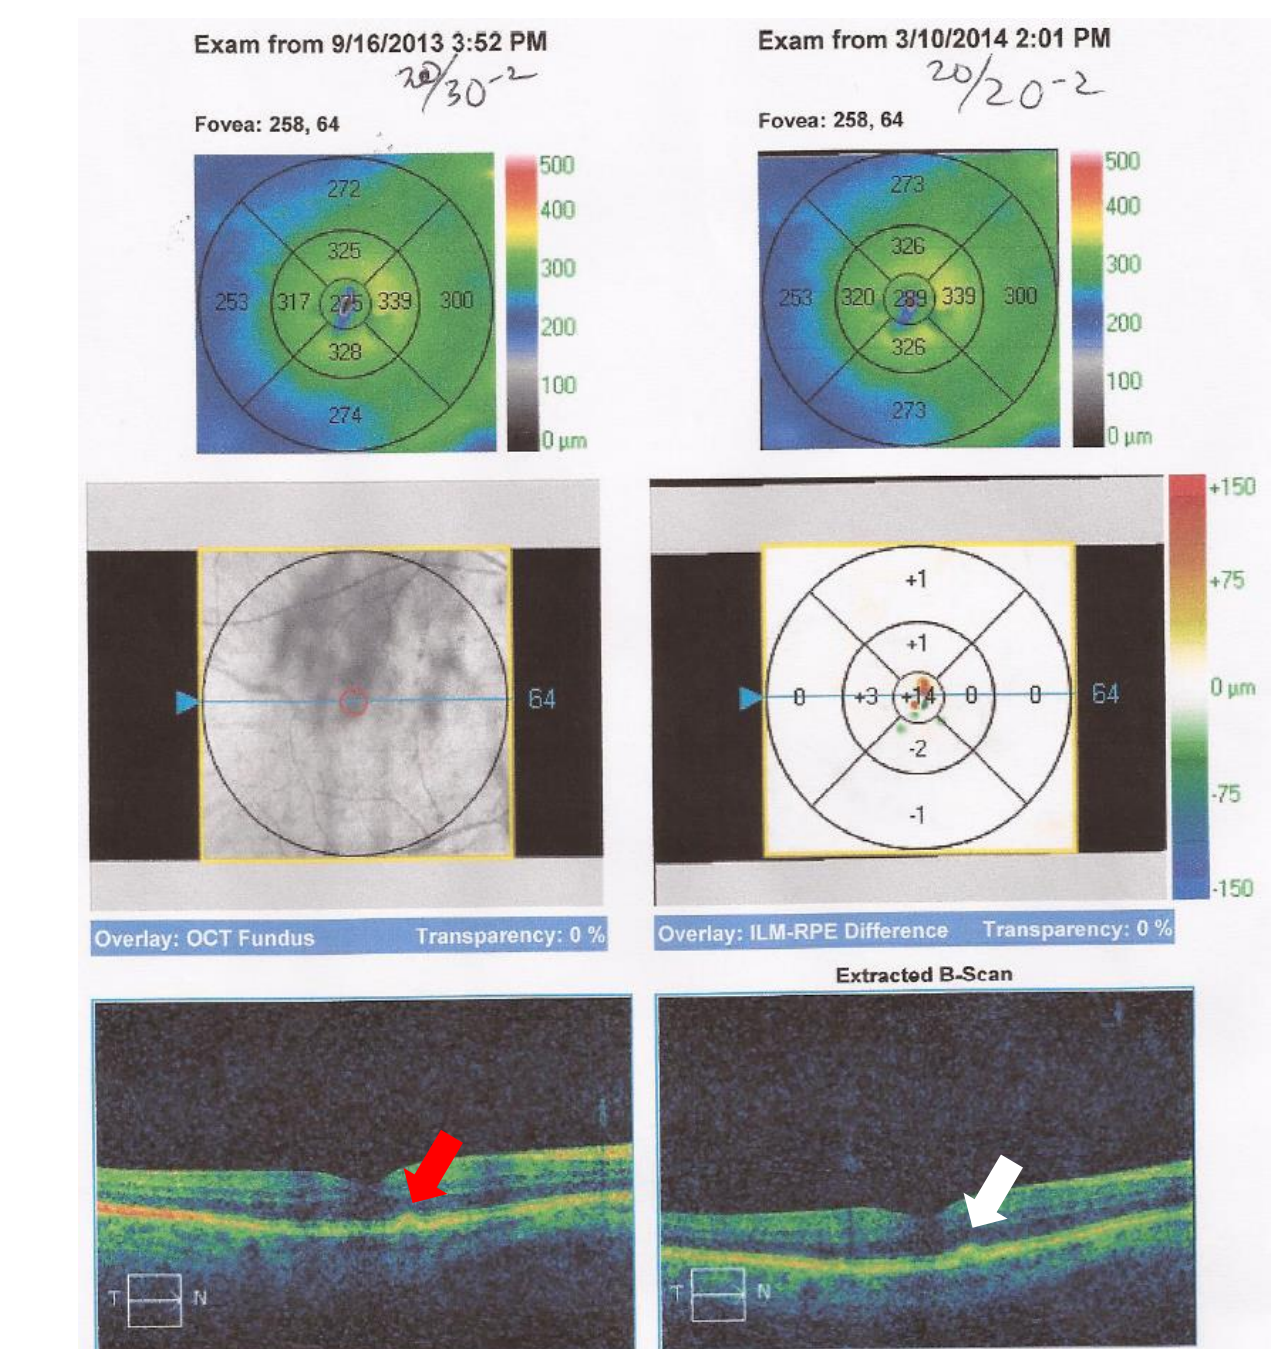 Exam from 9/16/2013 3:52 PM
20/30-2
Fovea: 258, 64
272
325
253 317 275 339 300
328
274
500
400
300
200
100
0 µm
Exam from 3/10/2014 2:01 PM
20/20-2
Fovea: 258, 64
273
326
253 320 289 339 300
326
273
500
400
300
200
100
0 µm
64
Overlay: OCT Fundus Transparency: 0 %
+1
+1
0 +3 +14 0 0
-2
-1
64
+150
+75
0 µm
-75
-150
Overlay: ILM-RPE Difference Transparency: 0 %
T N
Extracted B-Scan
T N